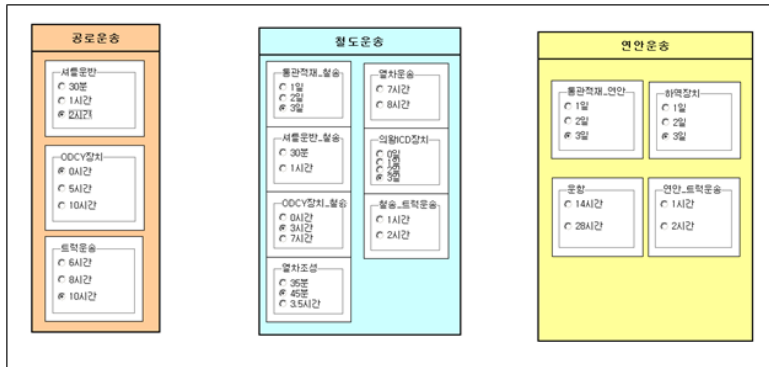 공로운송
셔틀운반
30분
1시간
2시간
ODCY장치
0시간
5시간
10시간
트럭운송
6시간
8시간
10시간
철도운송
통관적재_철송
1일
2일
3일
셔틀운반_철송
30분
1시간
ODCY장치_철송
0시간
3시간
7시간
열차조성
35분
45분
3.5시간
열차운송
7시간
8시간
의왕ICD장치
0일
1일
2일
3일
철송_트럭운송
1시간
2시간
연안운송
통관적재_연안
1일
2일
3일
하역장치
1일
2일
3일
운항
14시간
28시간
연안_트럭운송
1시간
2시간